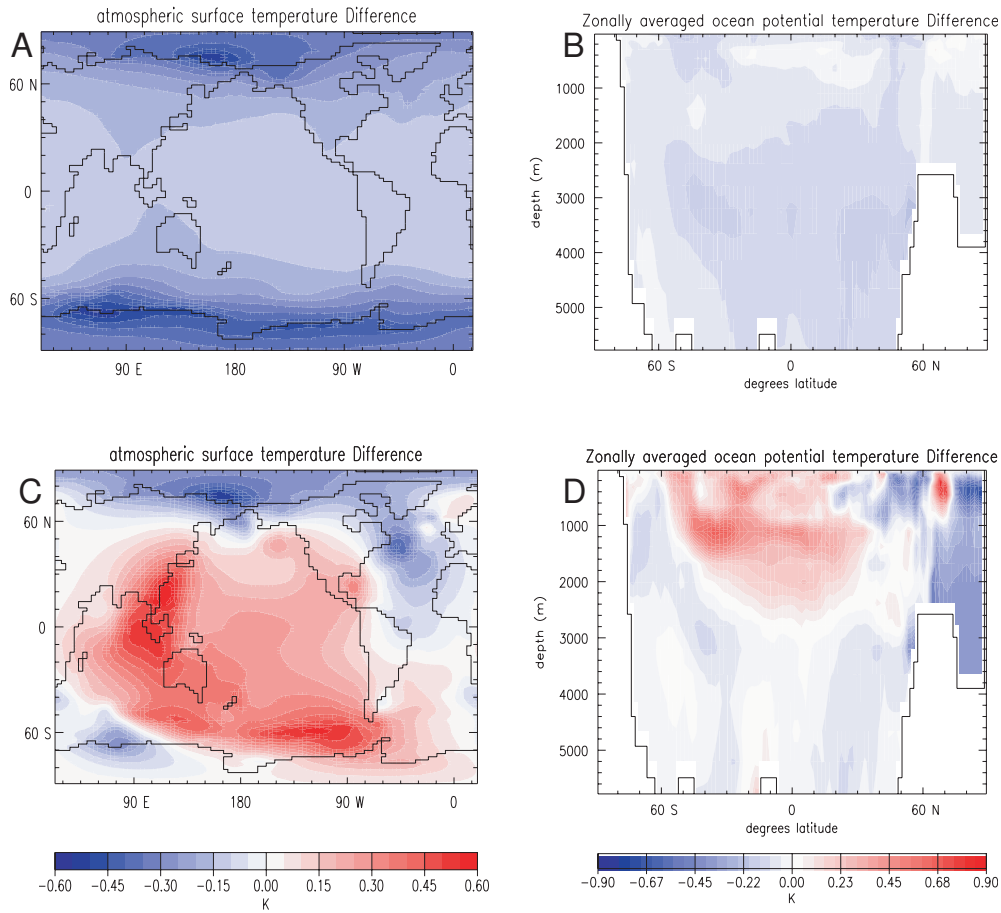 atmospheric surface temperature Difference
A
60 N
0
60 S
90 E 180 90 W 0
Zonally averaged ocean potential temperature Difference
B
1000
2000
3000
4000
5000
depth (m)
60 S 0 60 N
degrees latitude
atmospheric surface temperature Difference
C
60 N
0
60 S
90 E 180 90 W 0
−0.60 −0.45 −0.30 −0.15 0.00 0.15 0.30 0.45 0.60
K
Zonally averaged ocean potential temperature Difference
D
1000
2000
3000
4000
5000
depth (m)
60 S 0 60 N
degrees latitude
−0.90 −0.67 −0.45 −0.22 0.00 0.23 0.45 0.68 0.90
K